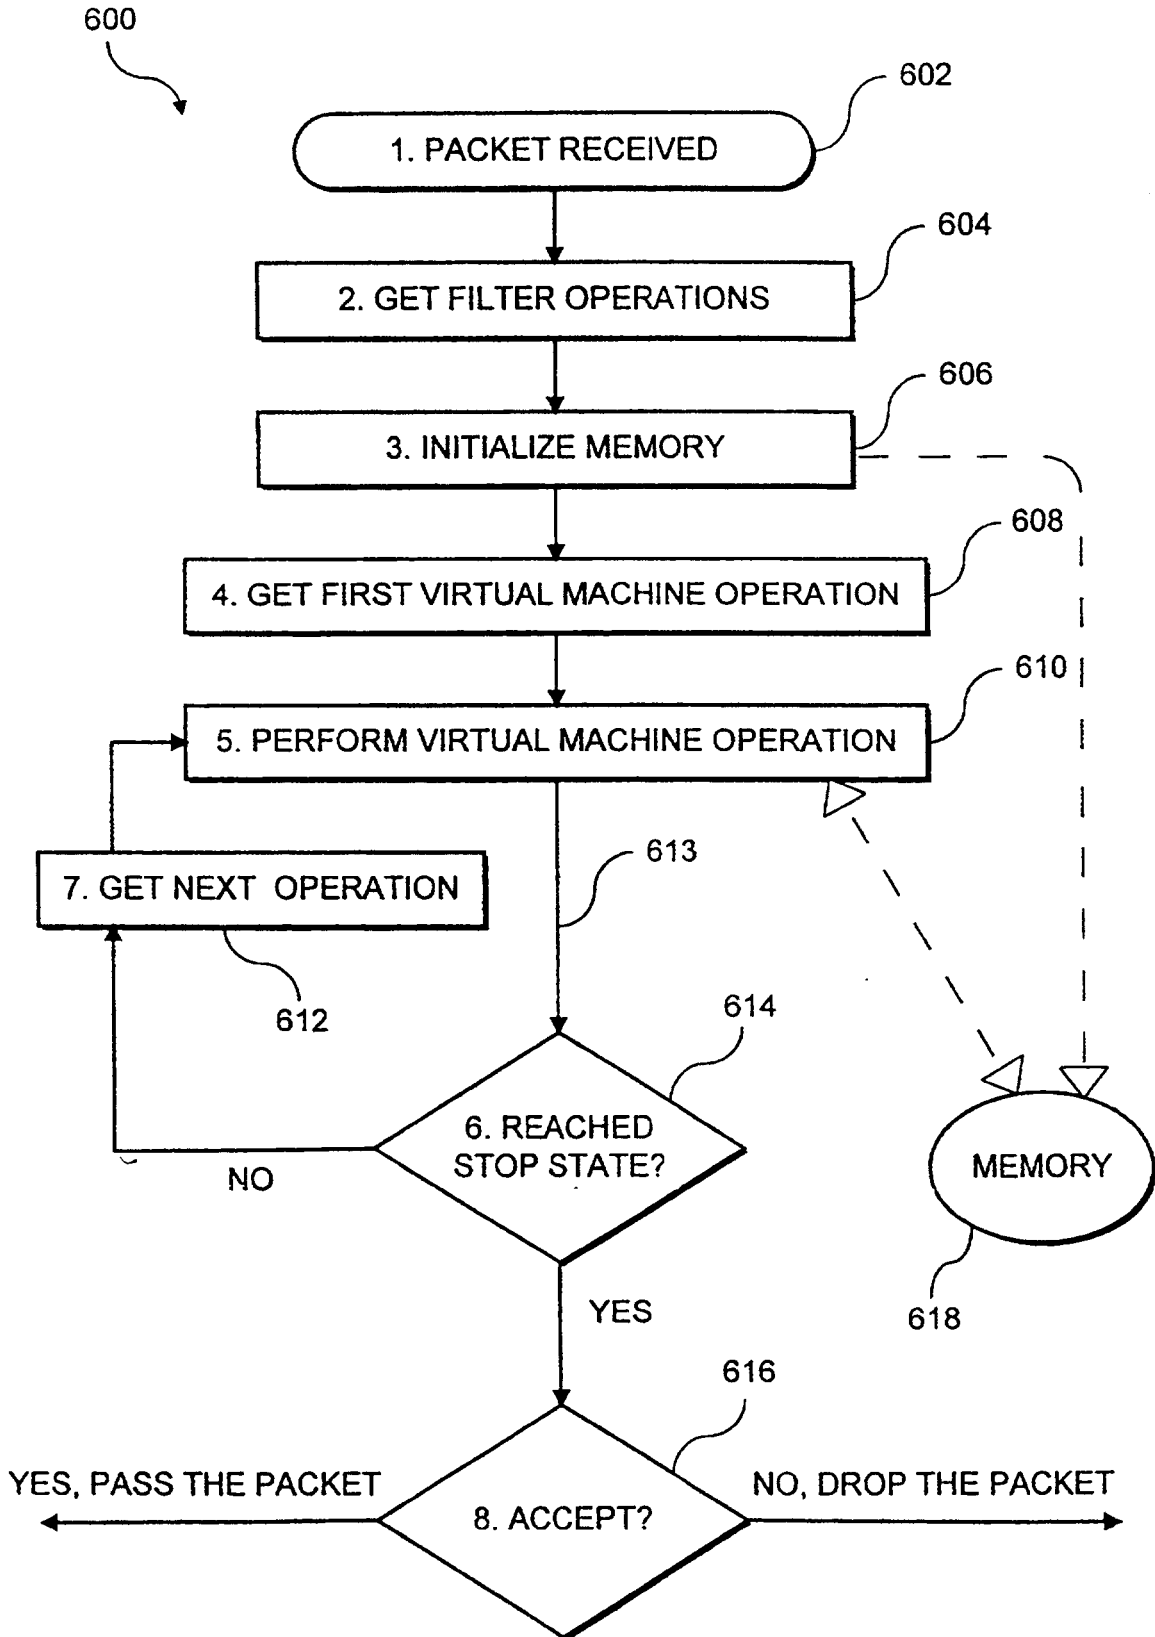 600
602
1. PACKET RECEIVED
604
2. GET FILTER OPERATIONS
606
3. INITIALIZE MEMORY
608
4. GET FIRST VIRTUAL MACHINE OPERATION
610
5. PERFORM VIRTUAL MACHINE OPERATION
613
7. GET NEXT OPERATION
612
614
6. REACHED
STOP STATE?
NO
MEMORY
618
YES
616
YES, PASS THE PACKET
NO, DROP THE PACKET
8. ACCEPT?